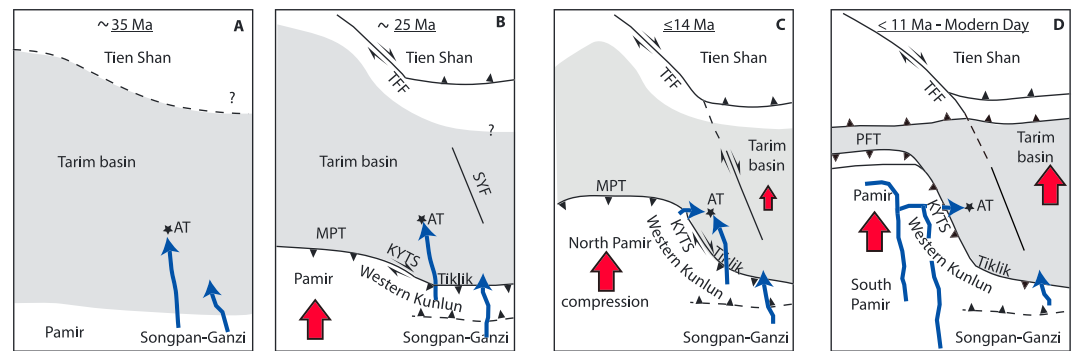 ~ 35 Ma
A
Tien Shan
?
Tarim basin
AT
Pamir
Songpan-Ganzi
~ 25 Ma
B
Tien Shan
TFF
?
Tarim basin
SYF
AT
MPT
KYTS
Tiklik
Pamir
Western Kunlun
Songpan-Ganzi
≤14 Ma
C
Tien Shan
TFF
Tarim
basin
MPT
AT
KYTS
Tiklik
North Pamir
Western Kunlun
compression
Songpan-Ganzi
< 11 Ma - Modern Day
D
Tien Shan
TFF
PFT
Tarim
basin
Pamir
KYTS
AT
Western Kunlun
Tiklik
South
Pamir
Songpan-Ganzi